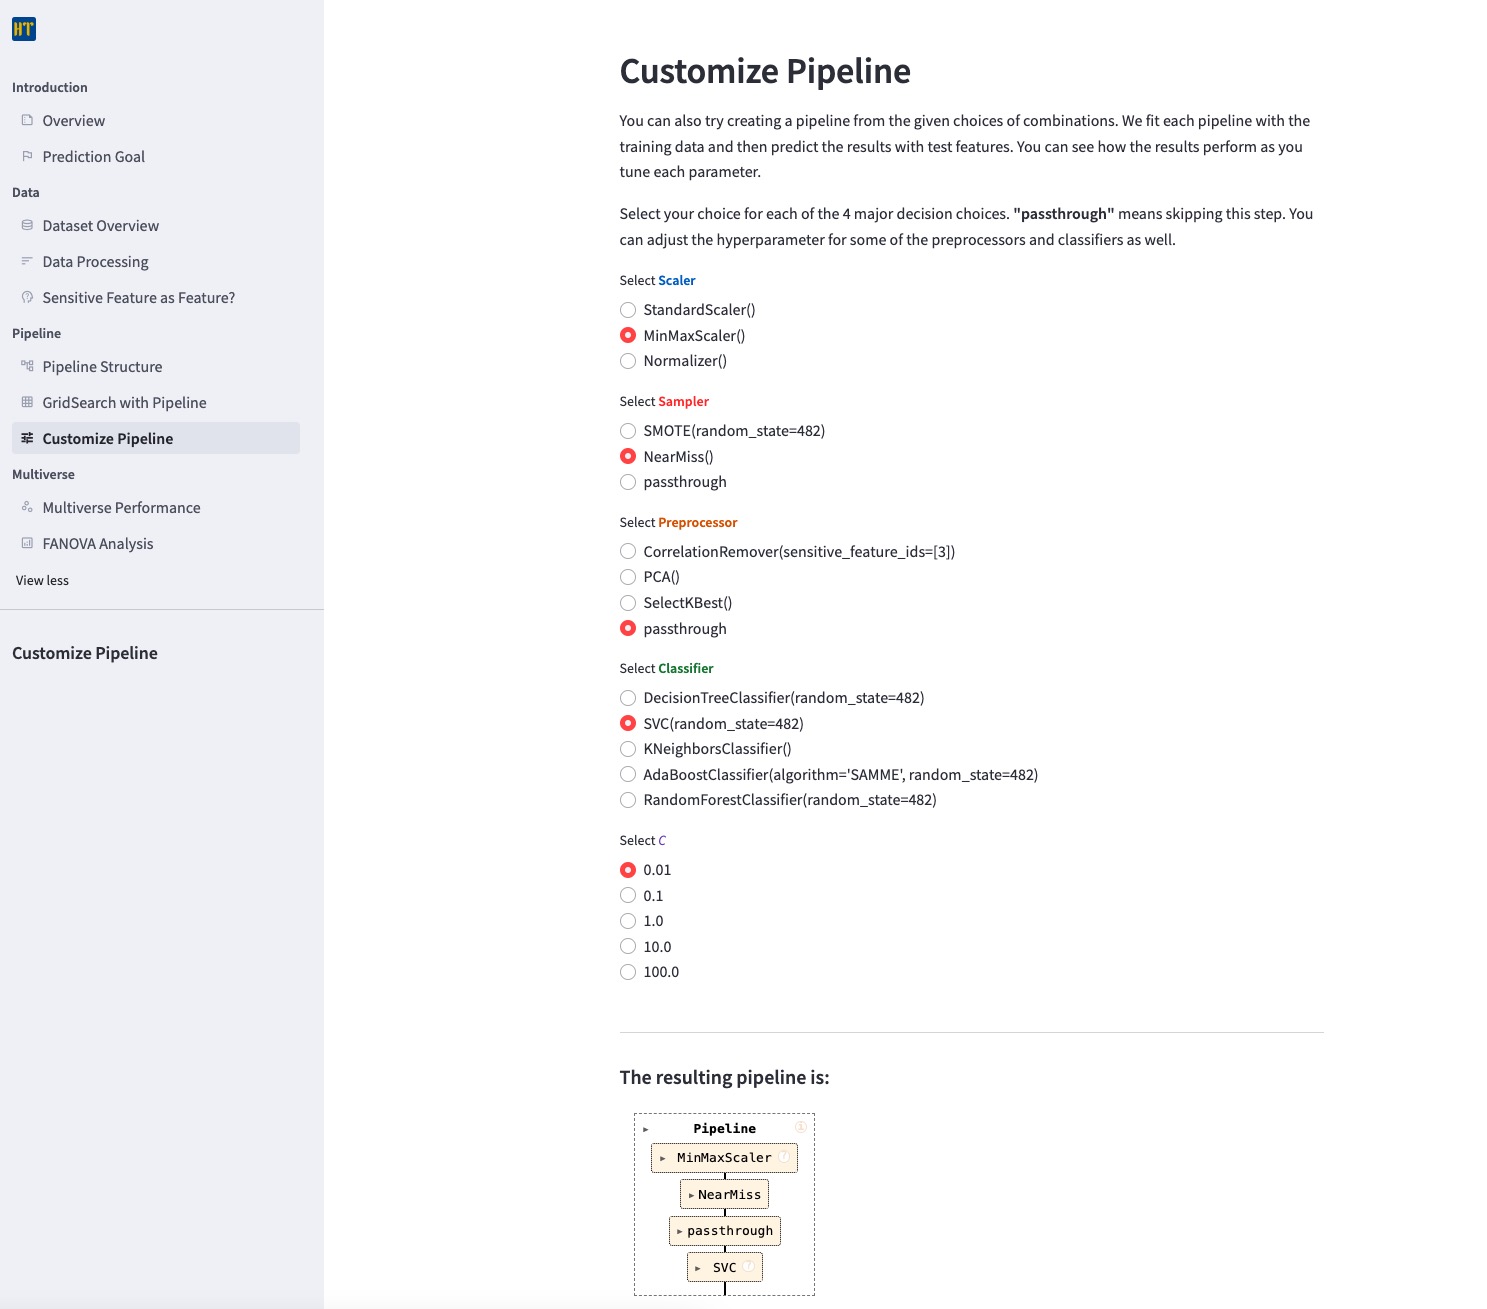 HT
Introduction
Overview
Prediction Goal
Data
Dataset Overview
Data Processing
Sensitive Feature as Feature?
Pipeline
Pipeline Structure
GridSearch with Pipeline
Customize Pipeline
Multiverse
Multiverse Performance
FANOVA Analysis
View less
Customize Pipeline
Customize Pipeline
You can also try creating a pipeline from the given choices of combinations. We fit each pipeline with the
training data and then predict the results with test features. You can see how the results perform as you
tune each parameter.
Select your choice for each of the 4 major decision choices. "passthrough" means skipping this step. You
can adjust the hyperparameter for some of the preprocessors and classifiers as well.
Select Scaler
StandardScaler()
MinMaxScaler()
Normalizer()
Select Sampler
SMOTE(random_state=482)
NearMiss()
passthrough
Select Preprocessor
CorrelationRemover(sensitive_feature_ids=[3])
PCA()
SelectKBest()
passthrough
Select Classifier
DecisionTreeClassifier(random_state=482)
SVC(random_state=482)
KNeighborsClassifier()
AdaBoostClassifier(algorithm='SAMME', random_state=482)
RandomForestClassifier(random_state=482)
Select C
0.01
0.1
1.0
10.0
100.0
The resulting pipeline is:
Pipeline i
MinMaxScaler ?
NearMiss
passthrough
SVC ?